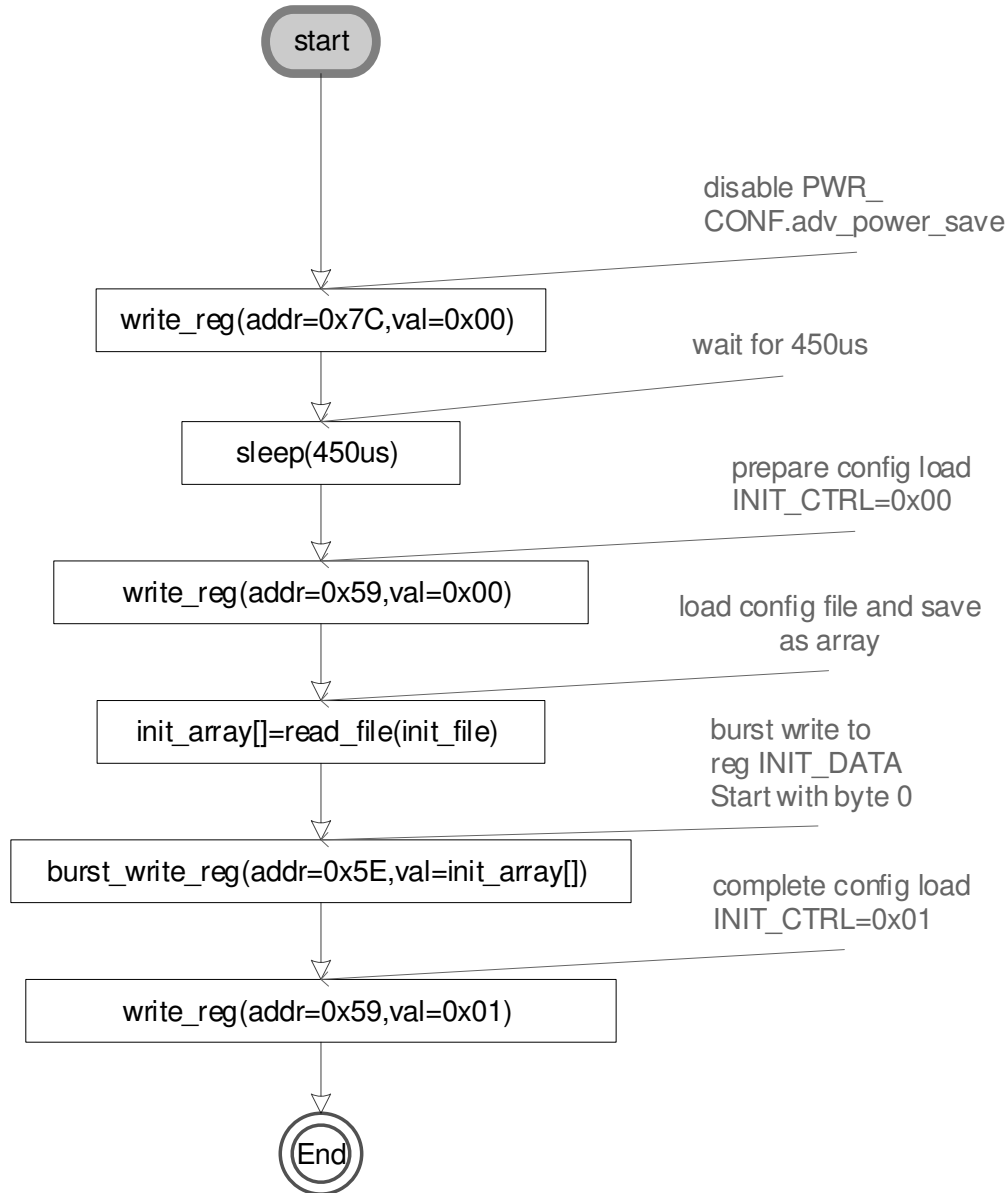 start
disable PWR_
CONF.adv_power_save
write_reg(addr=0x7C,val=0x00)
wait for 450us
sleep(450us)
prepare config load
INIT_CTRL=0x00
write_reg(addr=0x59,val=0x00)
load config file and save
as array
init_array[]=read_file(init_file)
burst write to
reg INIT_DATA
Start with byte 0
burst_write_reg(addr=0x5E,val=init_array[])
complete config load
INIT_CTRL=0x01
write_reg(addr=0x59,val=0x01)
End